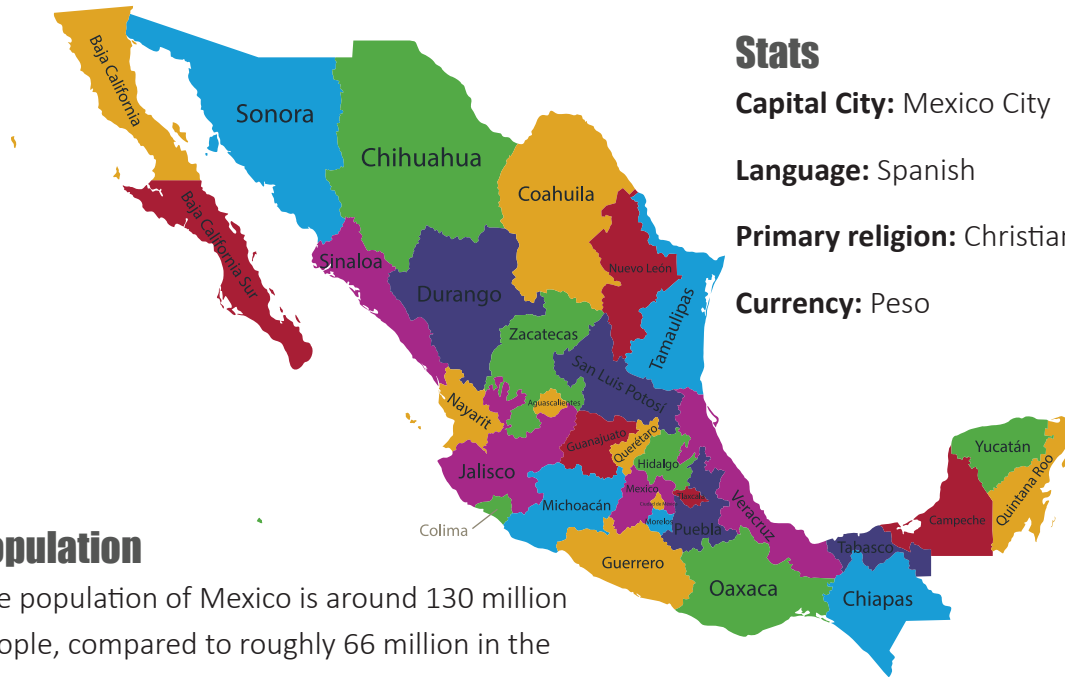 Stats
Capital City: Mexico City
Language: Spanish
Primary religion: Christian
Currency: Peso
Baja California
Sonora
Chihuahua
Coahuila
Baja California Sur
Sinaloa
Nuevo León
Durango
Tamaulipas
Zacatecas
San Luis Potosí
Nayarit
Aguascalientes
Guanajuato
Querétaro
Hidalgo
Yucatán
Quintana Roo
Jalisco
Michoacán
Mexico
Tlaxcala
Veracruz
Campeche
Colima
Morelos
Puebla
Tabasco
Guerrero
Oaxaca
Chiapas
opulation
e population of Mexico is around 130 million
ople, compared to roughly 66 million in the